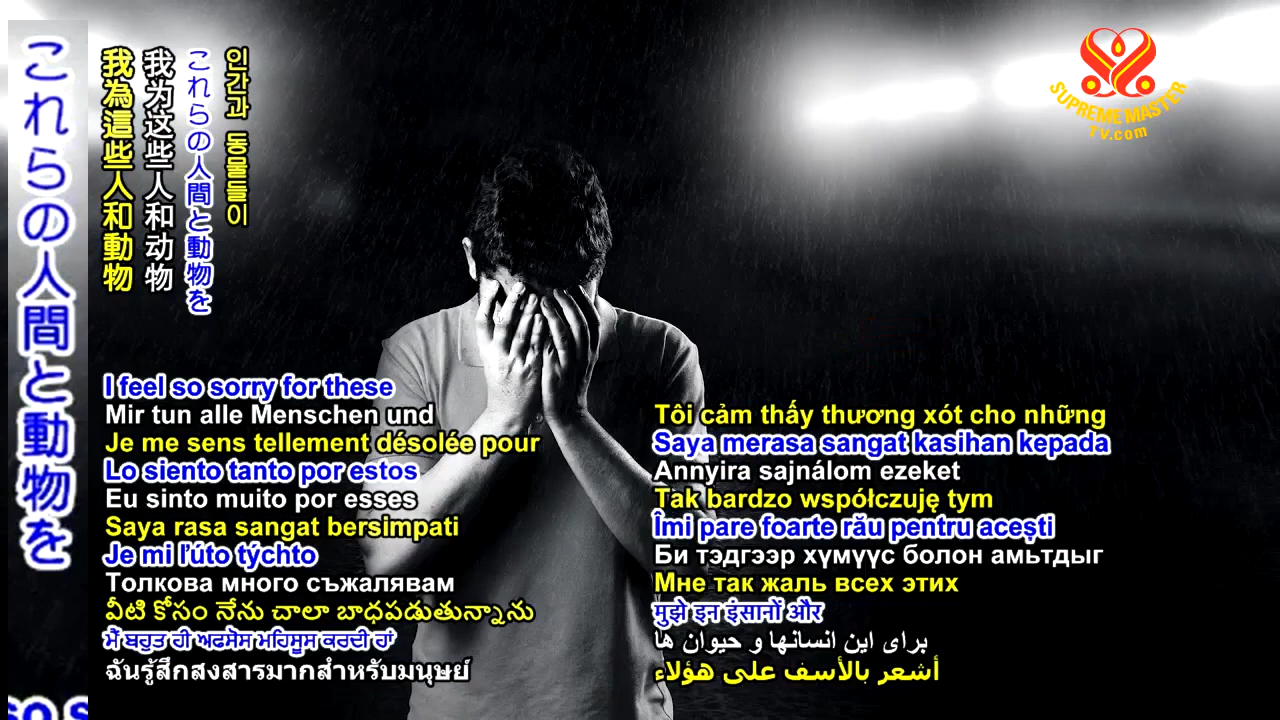 これらの人間と動物を
我為這些人和動物
我为这些人和动物
これらの人間と動物を
인간과 동물들이
SUPREME MASTER
TV.com
I feel so sorry for these
Mir tun alle Menschen und
Je me sens tellement désolée pour
Lo siento tanto por estos
Eu sinto muito por esses
Saya rasa sangat bersimpati
Je mi ľúto týchto
Толкова много съжалявам
వీటి కోసం నేను చాలా బాధపడుతున్నాను
ਮੈਂ ਬਹੁਤ ਹੀ ਅਫਸੋਸ ਮਹਿਸੂਸ ਕਰਦੀ ਹਾਂ
ฉันรู้สึกสงสารมากสำหรับมนุษย์
Tôi cảm thấy thương xót cho những
Saya merasa sangat kasihan kepada
Annyira sajnálom ezeket
Tak bardzo współczuję tym
Îmi pare foarte rău pentru acești
Би тэдгээр хүмүүс болон амьтдыг
Мне так жаль всех этих
मुझे इन इंसानों और
برای این انسانها و حیوان ها
أشعر بالأسف على هؤلاء
so s